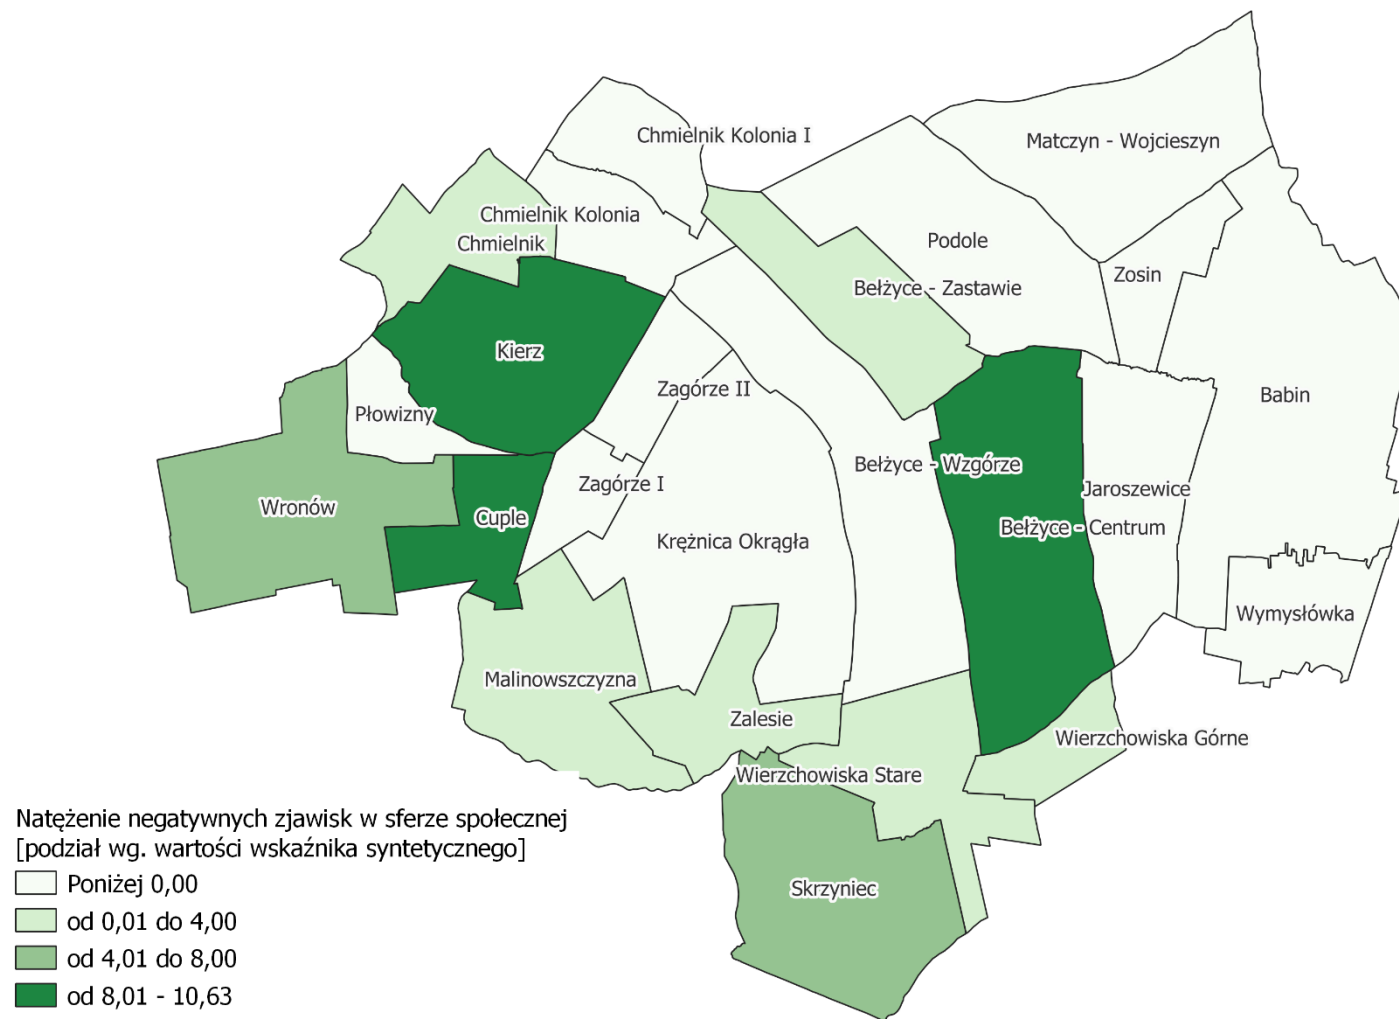 Chmielnik Kolonia I
Matczyn - Wojcieszyn
Chmielnik Kolonia
Chmielnik
Podole
Zosin
Bełżyce - Zastawie
Kierz
Zagórze II
Babin
Płowizny
Bełżyce - Wzgórze
Zagórze I
Jaroszewice
Wronów
Cuple
Bełżyce - Centrum
Krężnica Okrągła
Wymysłówka
Malinowszczyzna
Zalesie
Wierzchowiska Górne
Wierzchowiska Stare
Skrzyniec
Natężenie negatywnych zjawisk w sferze społecznej
[podział wg. wartości wskaźnika syntetycznego]
Poniżej 0,00
od 0,01 do 4,00
od 4,01 do 8,00
od 8,01 - 10,63